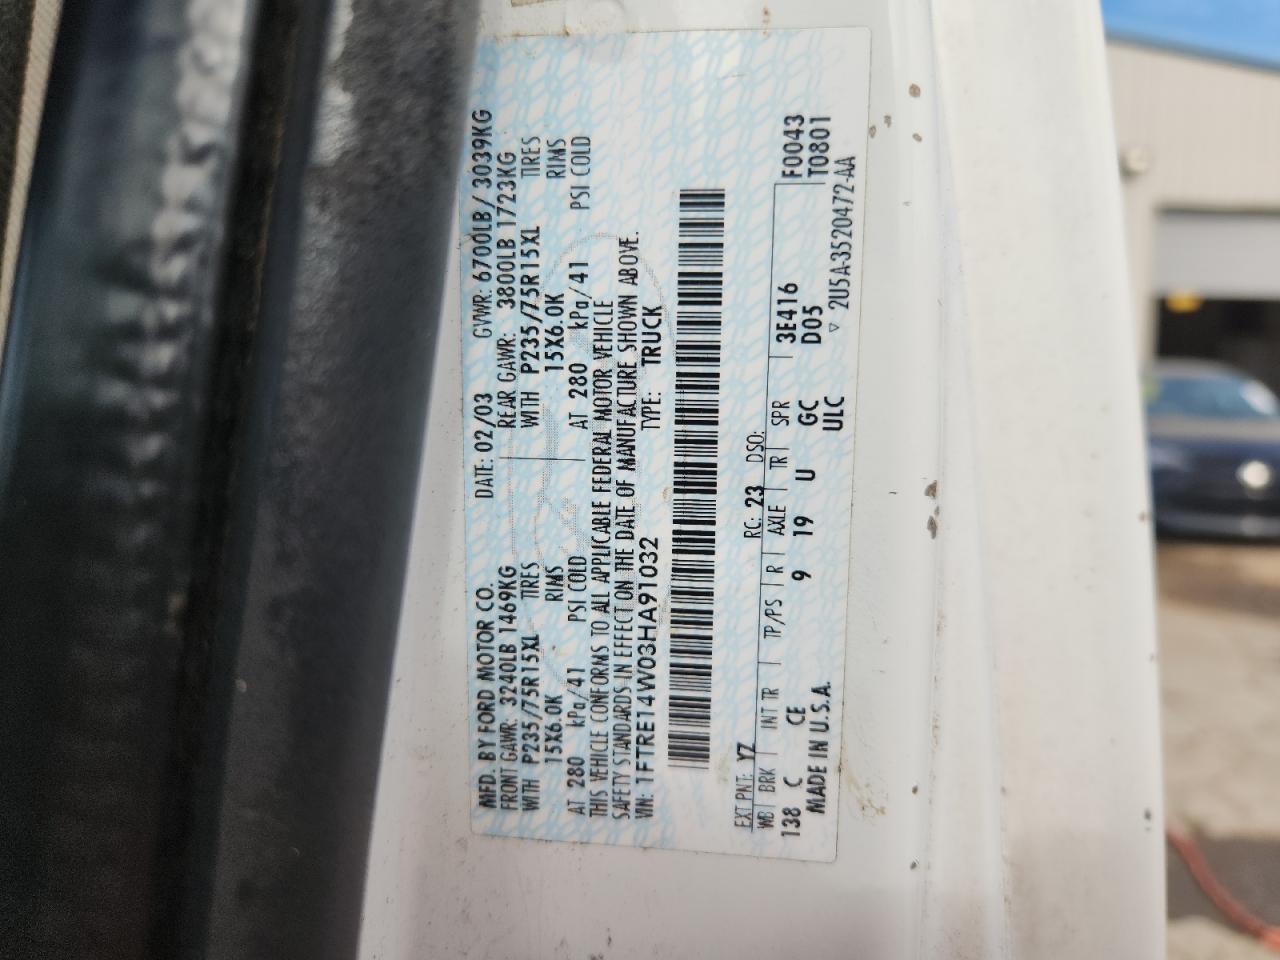 MFD. BY FORD MOTOR CO. DATE: 02/03 GVWR: 6700LB/ 3039KG
FRONT GAWR: 3240LB 1469KG REAR GAWR: 3800LB 1723KG
WITH P235/75R15XL TIRES WITH P235/75R15XL TIRES
15X6.0K RIMS 15X6.0K RIMS
AT 280 kPa/41 PSI COLD AT 280 kPa/41 PSI COLD
THIS VEHICLE CONFORMS TO ALL APPLICABLE FEDERAL MOTOR VEHICLE
SAFETY STANDARDS IN EFFECT ON THE DATE OF MANUFACTURE SHOWN ABOVE.
VIN: 1FTRE14W03HA91032 TYPE: TRUCK
EXT PNT: YZ RC: 23 DSO: F0043
WB BRK INT TR TP/PS R AXLE TR SPR 3E416 T0801
138 C CE 9 19 U GC D05
MADE IN U.S.A. ULC ▽ 2U5A-3520472-AA